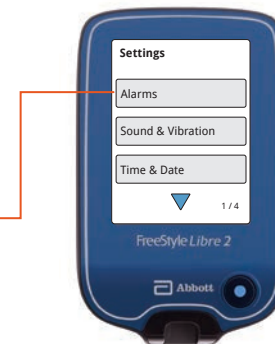 Settings
Alarms
Sound & Vibration
Time & Date
1 / 4
FreeStyle Libre 2
Abbott